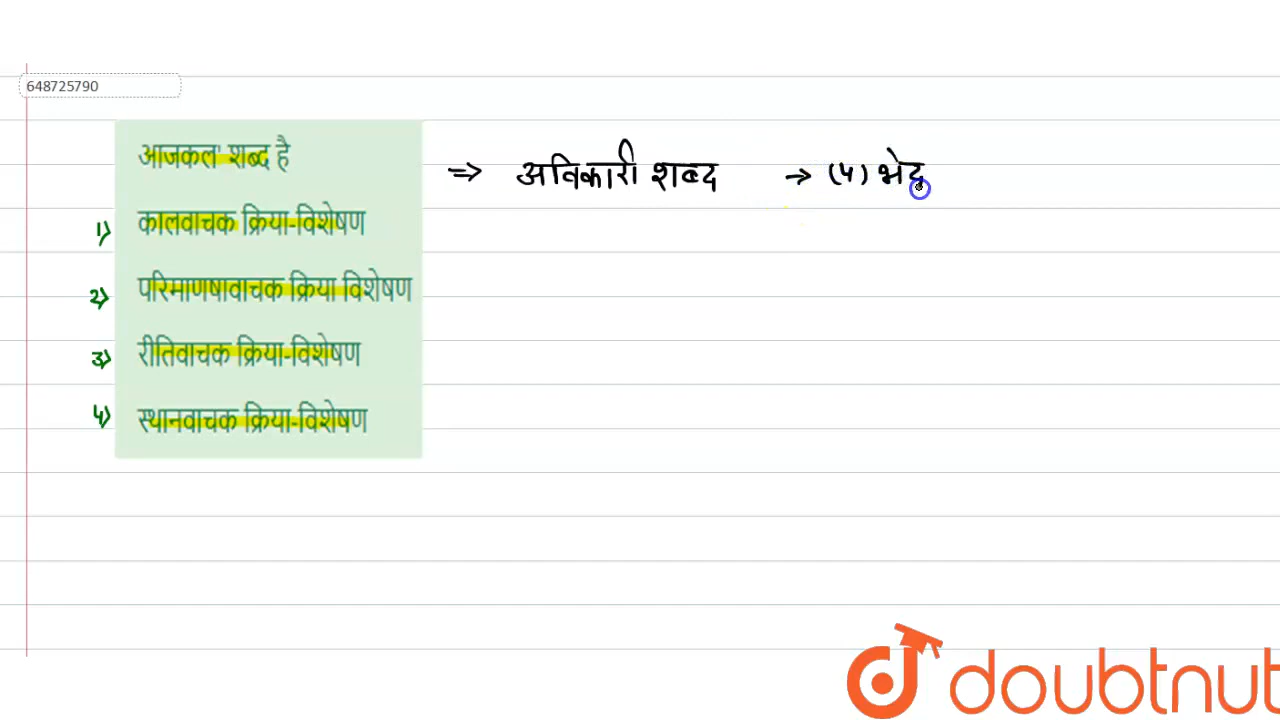 648725790
आजकल' शब्द है
⇒ अविकारी शब्द → (५) भेद
1) कालवाचक क्रिया-विशेषण
2) परिमाणषावाचक क्रिया विशेषण
3) रीतिवाचक क्रिया-विशेषण
4) स्थानवाचक क्रिया-विशेषण
doubtnut